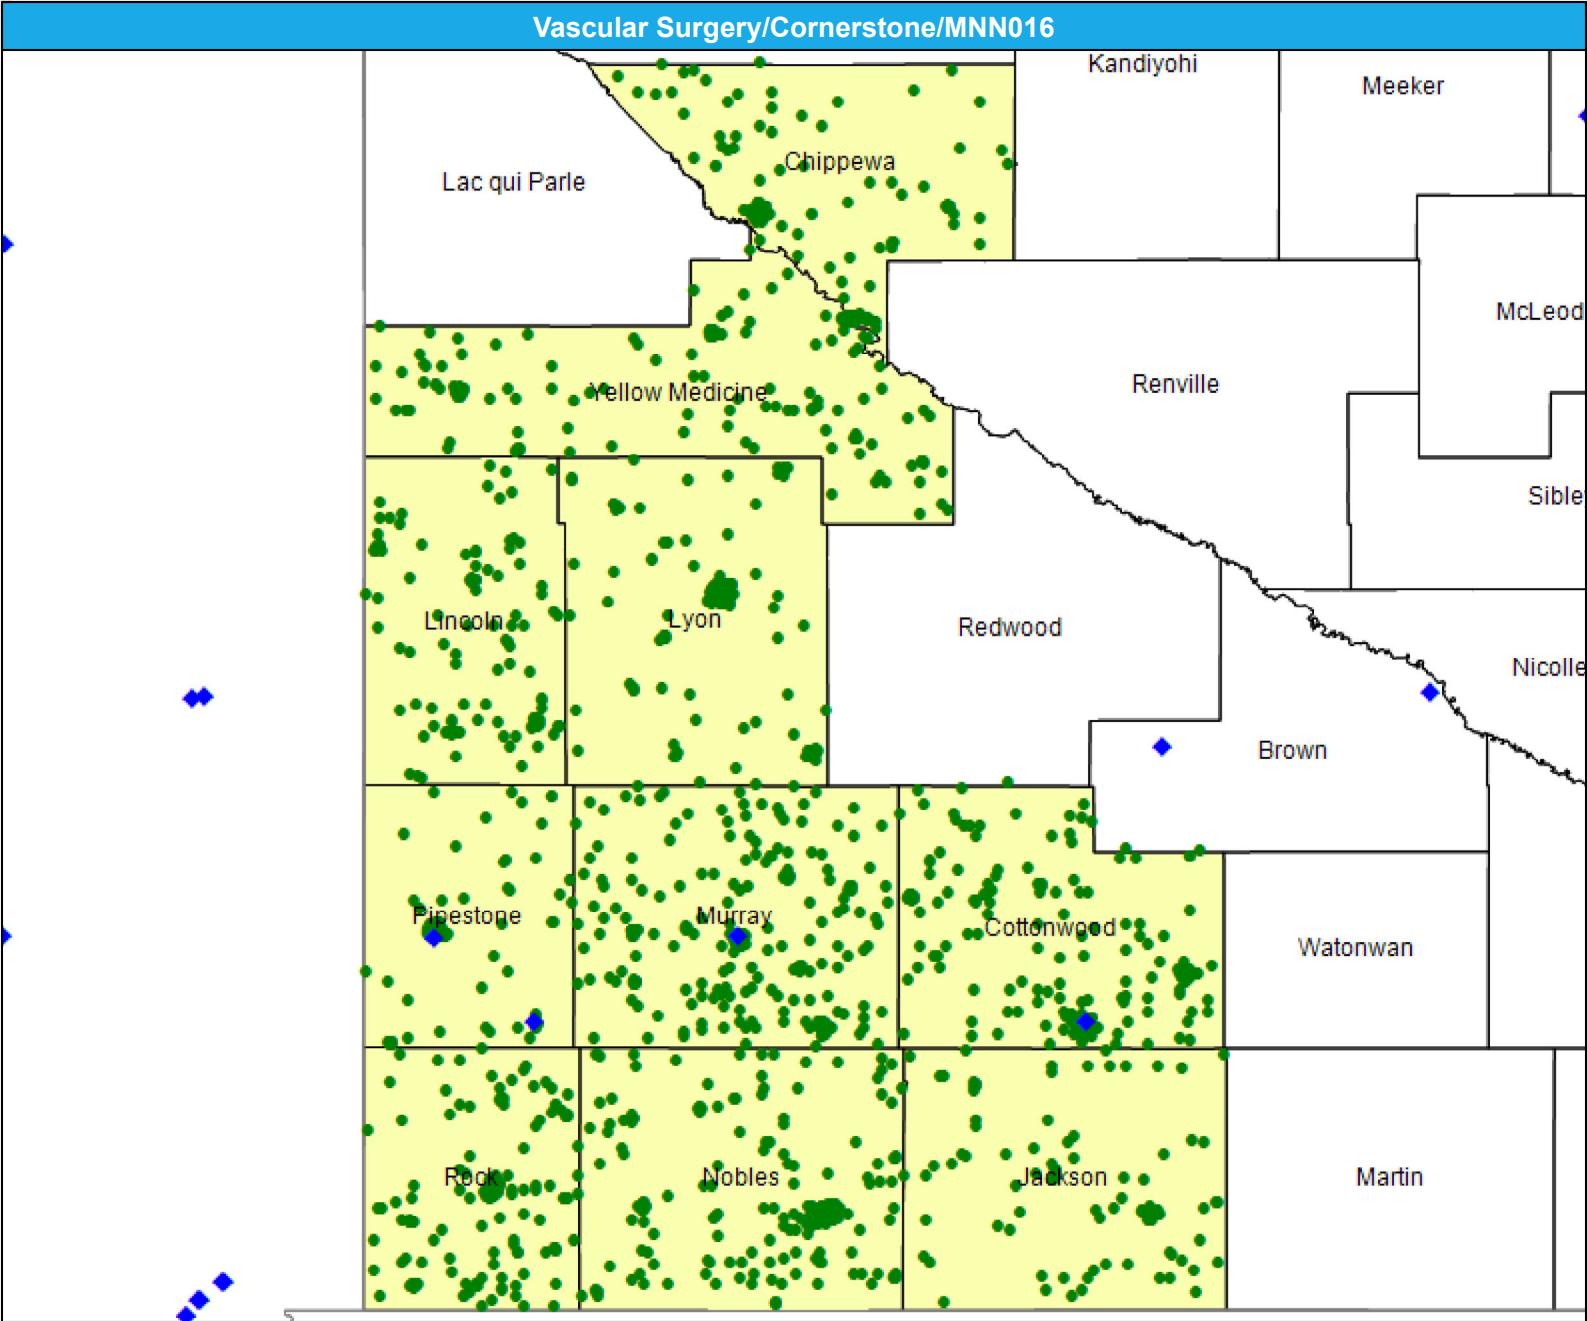 Vascular Surgery/Cornerstone/MNN016
Kandiyohi
Meeker
Chippewa
Lac qui Parle
McLeod
Renville
Yellow Medicine
Sible
Lincoln
Lyon
Redwood
Nicolle
Brown
Pipestone
Murray
Cottonwood
Watonwan
Rock
Nobles
Jackson
Martin